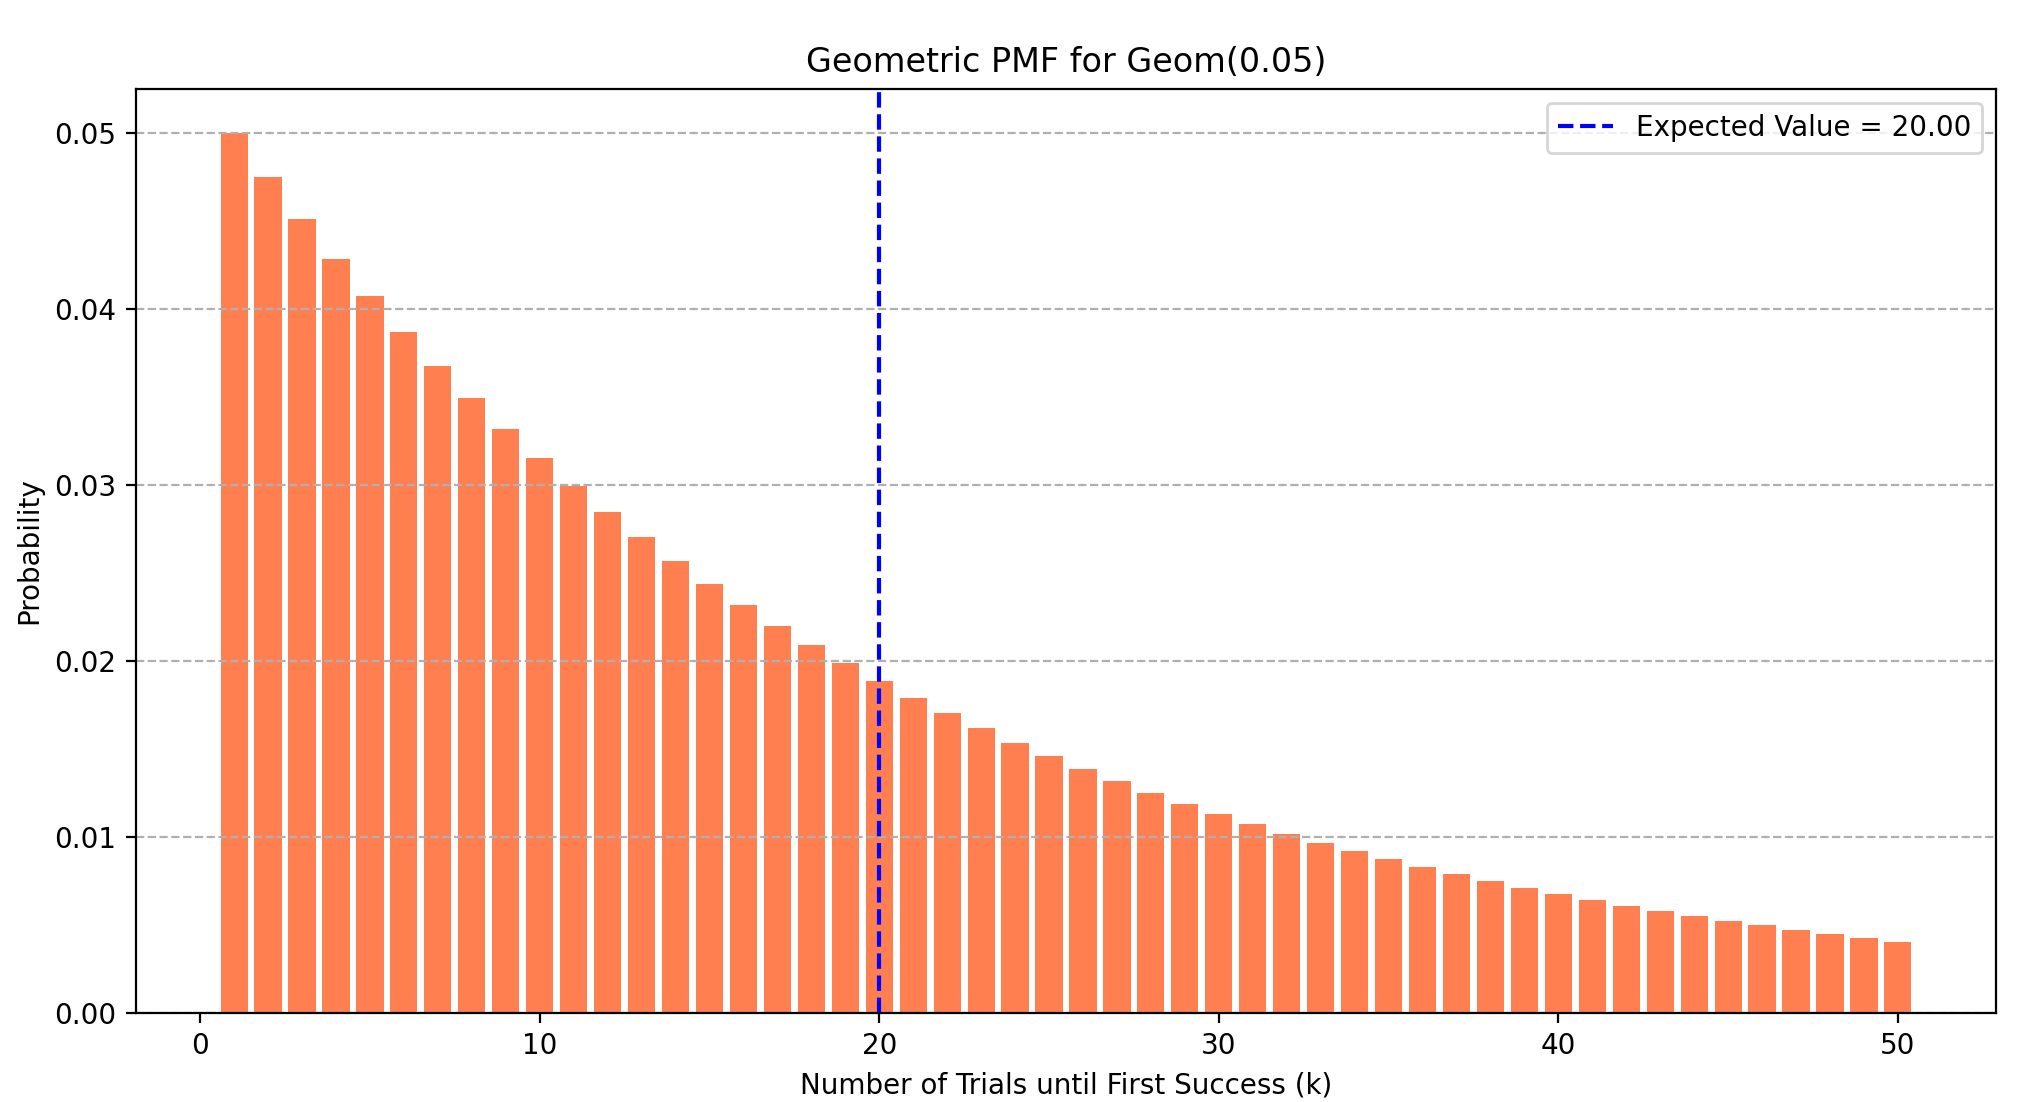 Geometric PMF for Geom(0.05)
Expected Value = 20.00
0.05
0.04
0.03
0.02
0.01
0.00
Probability
0 10 20 30 40 50
Number of Trials until First Success (k)